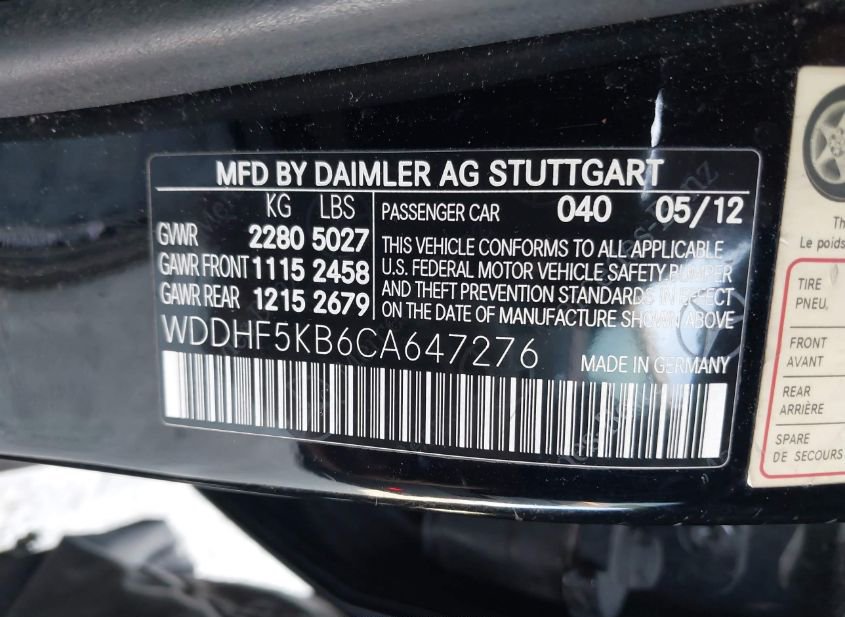 MFD BY DAIMLER AG STUTTGART
KG LBS
GVWR 2280 5027
GAWR FRONT 1115 2458
GAWR REAR 1215 2679
PASSENGER CAR 040 05/12
THIS VEHICLE CONFORMS TO ALL APPLICABLE
U.S. FEDERAL MOTOR VEHICLE SAFETY BUMPER
AND THEFT PREVENTION STANDARDS IN EFFECT
ON THE DATE OF MANUFACTURE SHOWN ABOVE
WDDHF5KB6CA647276
MADE IN GERMANY
Th
Le poids
TIRE
PNEU
FRONT
AVANT
REAR
ARRIÈRE
SPARE
DE SECOURS